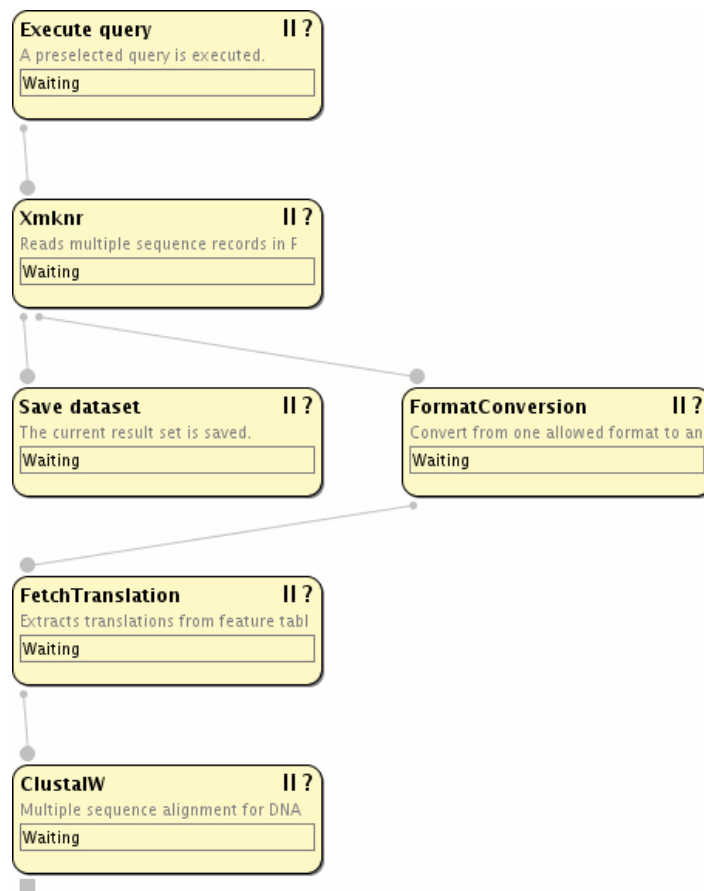 Execute query II ?
A preselected query is executed.
Waiting
Xmknr II ?
Reads multiple sequence records in F
Waiting
Save dataset II ?
The current result set is saved.
Waiting
FormatConversion II ?
Convert from one allowed format to an
Waiting
FetchTranslation II ?
Extracts translations from feature tabl
Waiting
ClustalW II ?
Multiple sequence alignment for DNA
Waiting